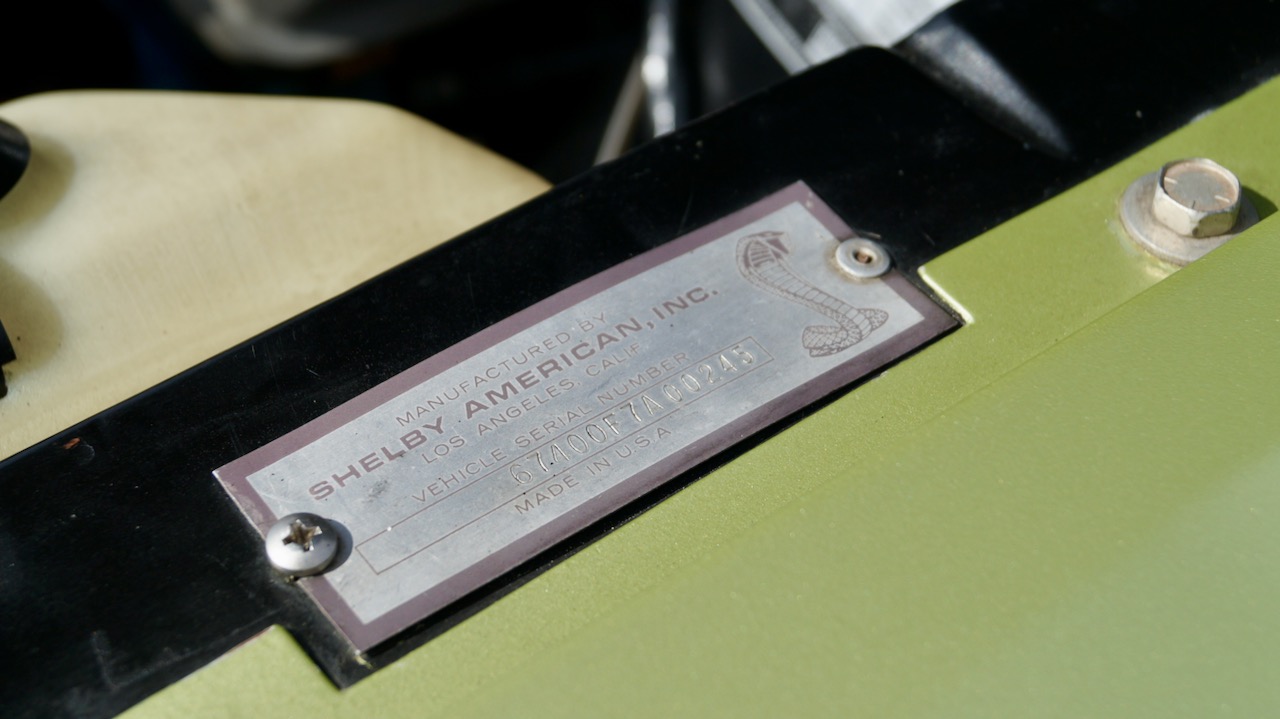 MANUFACTURED BY
SHELBY AMERICAN, INC.
LOS ANGELES, CALIF.
VEHICLE SERIAL NUMBER
67400F7A00245
MADE IN U.S.A